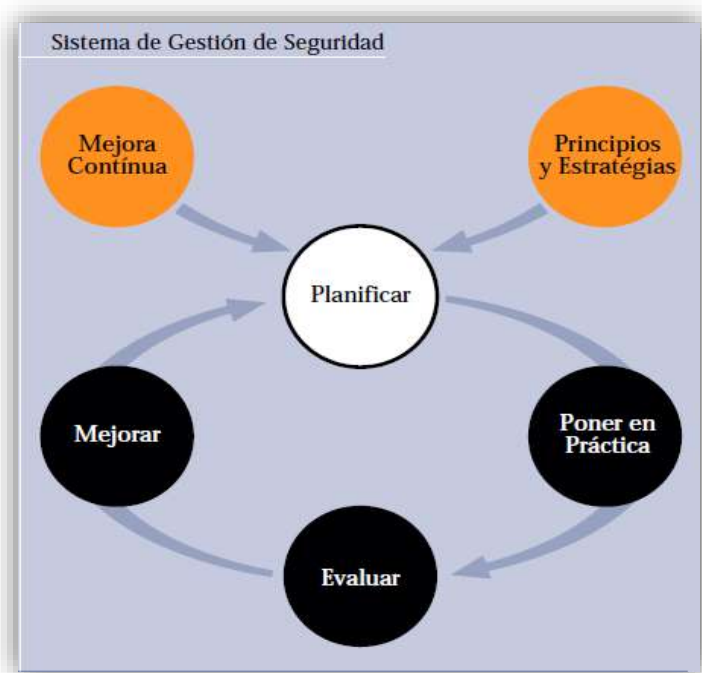 Sistema de Gestión de Seguridad
Mejora
Contínua
Principios
y Estratégias
Planificar
Mejorar
Poner en
Práctica
Evaluar